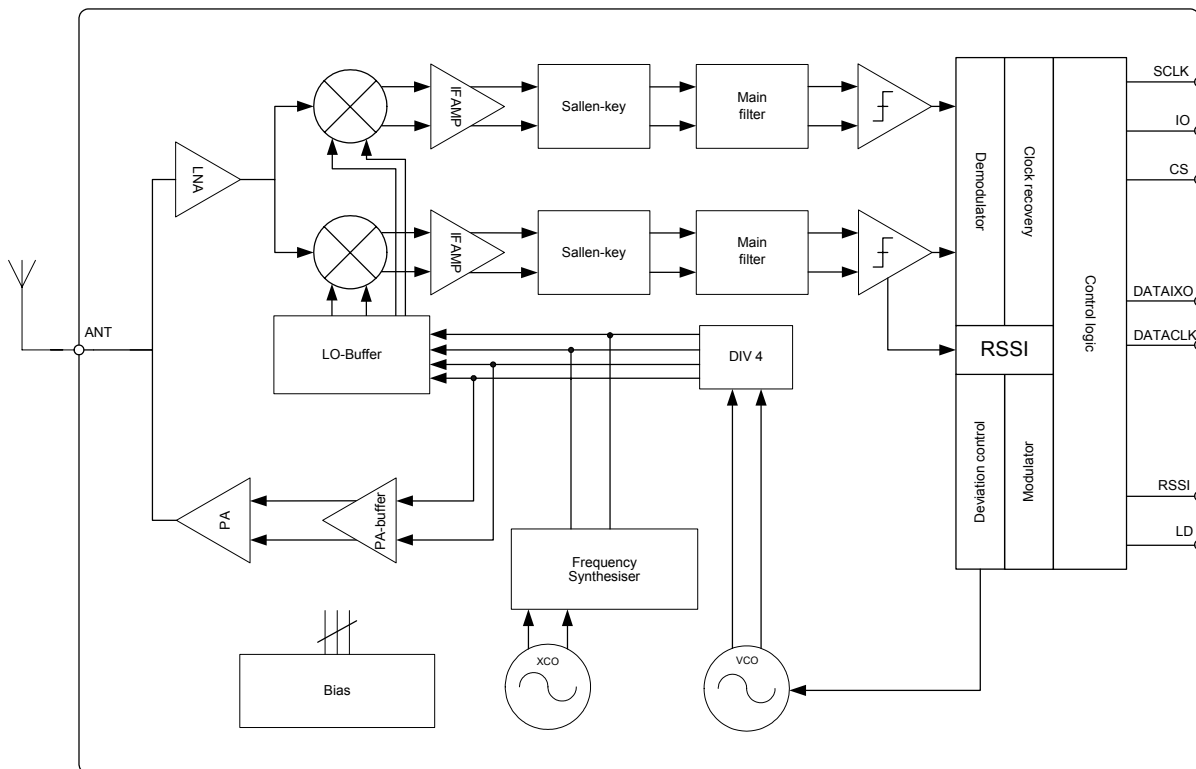 IFAMP
Sallen-key
Main
filter
SCLK
IO
CS
LNA
Demodulator
Clock recovery
IFAMP
Sallen-key
Main
filter
Control logic
DATAIXO
DATACLK
ANT
LO-Buffer
DIV 4
RSSI
PA
PA-buffer
Deviation control
Modulator
RSSI
LD
Frequency
Synthesiser
XCO
VCO
Bias